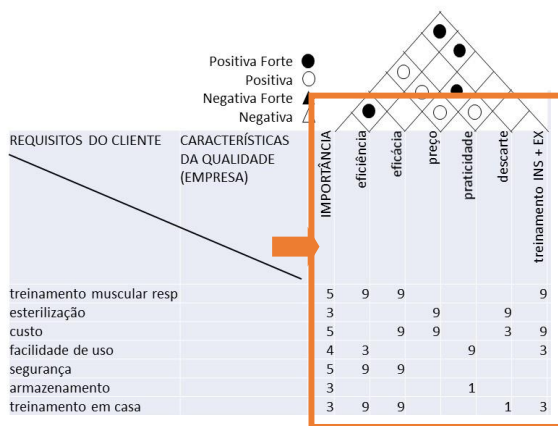 Positiva Forte
Positiva
Negativa Forte
Negativa
REQUISITOS DO CLIENTE CARACTERÍSTICAS DA QUALIDADE (EMPRESA) IMPORTÂNCIA eficiência eficácia preço praticidade descarte treinamento INS + EX
treinamento muscular resp 5 9 9 9
esterilização 3 9 9
custo 5 9 9 3 9
facilidade de uso 4 3 9 3
segurança 5 9 9
armazenamento 3 1
treinamento em casa 3 9 9 1 3